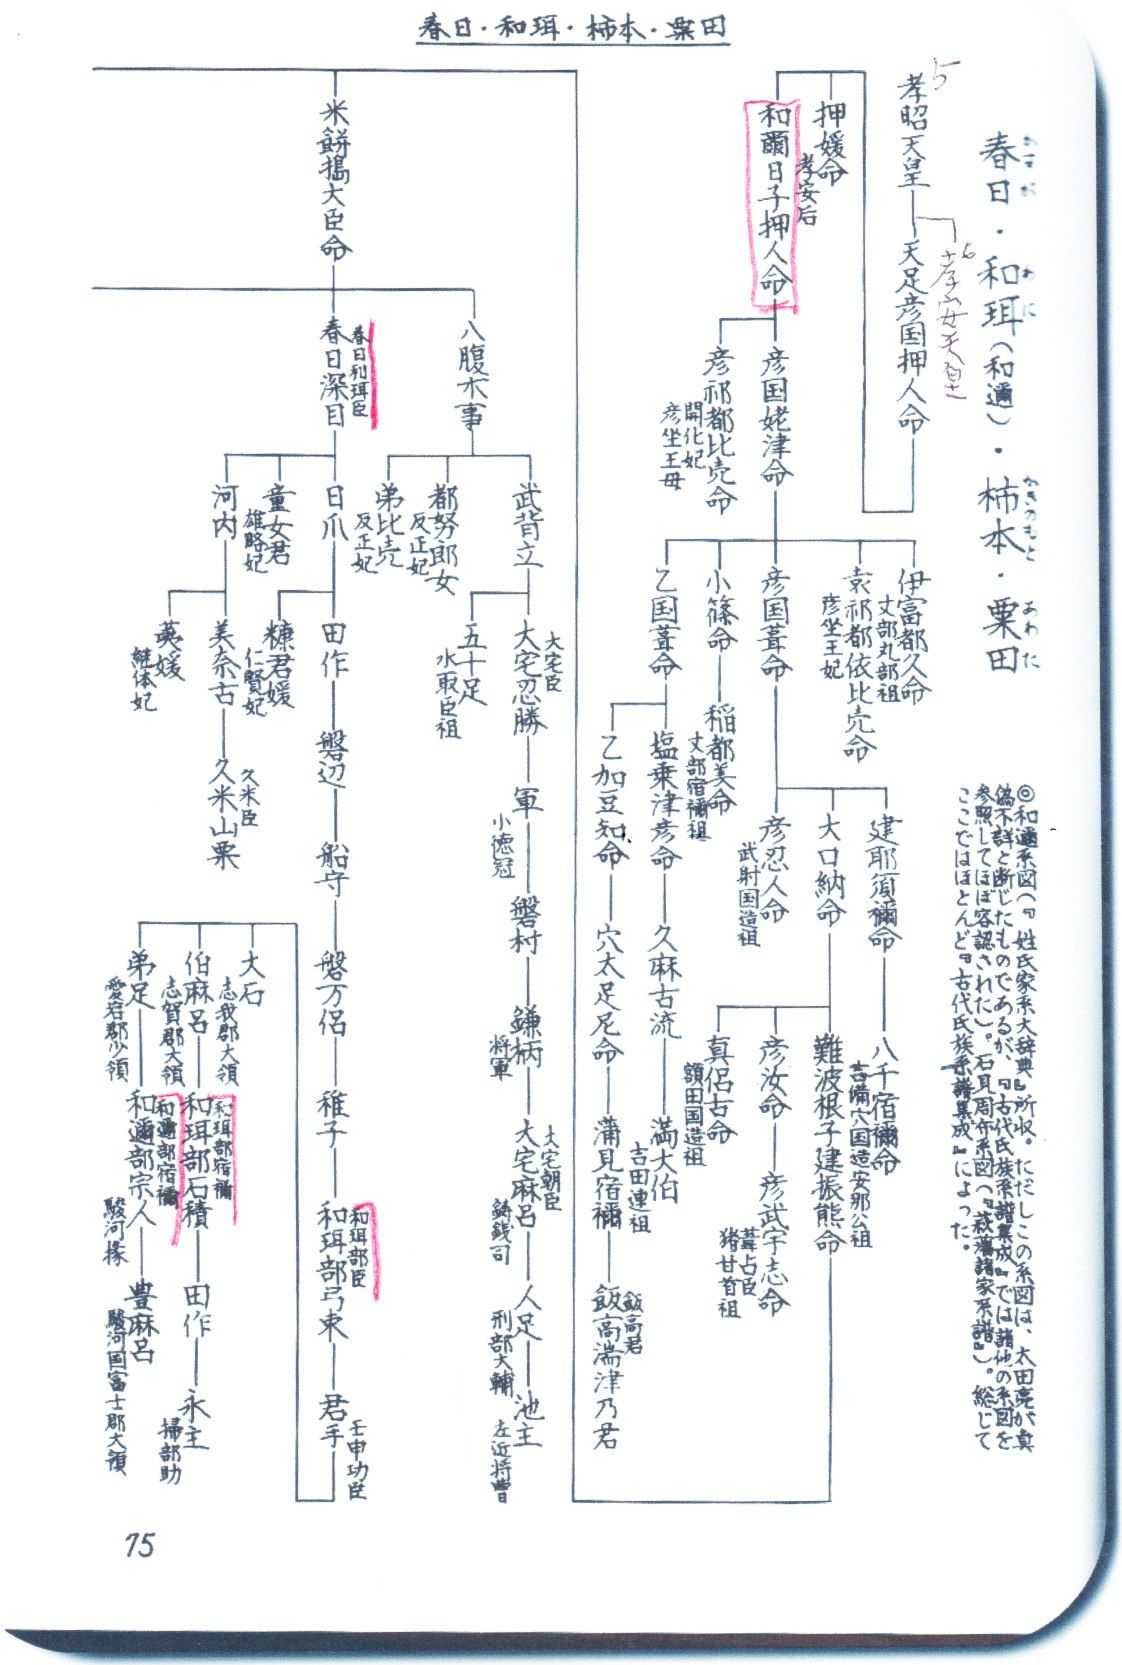 春日・和珥・柿本・粟田
春日・和珥（和邇）・柿本・粟田
かすが
わに
かきのもと
あわた
◎和邇系図（『姓氏家系大辞典』所収。ただしこの系図は、太田亮が真
偽不詳と断じたものであるが、『古代氏族系譜集成』では諸他の系図を
参照してほぼ容認された）。石見周布系図（『萩藩諸家系譜』）。総じて
ここではほとんど『古代氏族系譜集成』によった。
5
孝昭天皇
天足彦国押人命
6
孝安天皇
押媛命
孝安后
和爾日子押人命
彦国姥津命
彦祁都比売命
開化妃
彦坐王母
伊富都久命
丈部丸部祖
袁祁都依比売命
彦坐王妃
彦国葺命
小篠命
稲都美命
丈部宿禰祖
乙国葺命
塩乗津彦命
久麻古流
満大伯
吉田連祖
乙加豆知命
穴太足尼命
蒲見宿禰
飯高君
飯高湍津乃君
建耶須禰命
八千宿禰命
吉備穴国造安那公祖
大口納命
彦忍人命
武射国造祖
難波根子建振熊命
彦汝命
彦武宇志命
葺占臣
猪甘首祖
真侶古命
額田国造祖
米餅搗大臣命
八腹木事
春日和珥臣
春日深目
武背立
都努郎女
反正妃
弟比売
反正妃
大宅臣
大宅忍勝
軍
小徳冠
磐村
鎌柄
将軍
大宅朝臣
大宅麻呂
鋳銭司
人足
刑部大輔
池主
左近将曹
五十足
水取臣祖
日爪
童女君
雄略妃
河内
田作
磐辺
船守
磐万侶
稚子
和珥部臣
和珥部弓束
君手
壬申功臣
糠君媛
仁賢妃
美奈古
久米臣
久米山栗
荑媛
継体妃
大石
志我郡大領
伯麻呂
志賀郡大領
和珥部宿禰
和珥部石積
田作
永主
掃部助
弟足
愛宕郡少領
和邇部宿禰
和邇部宗人
駿河掾
豊麻呂
駿河国富士郡大領
75